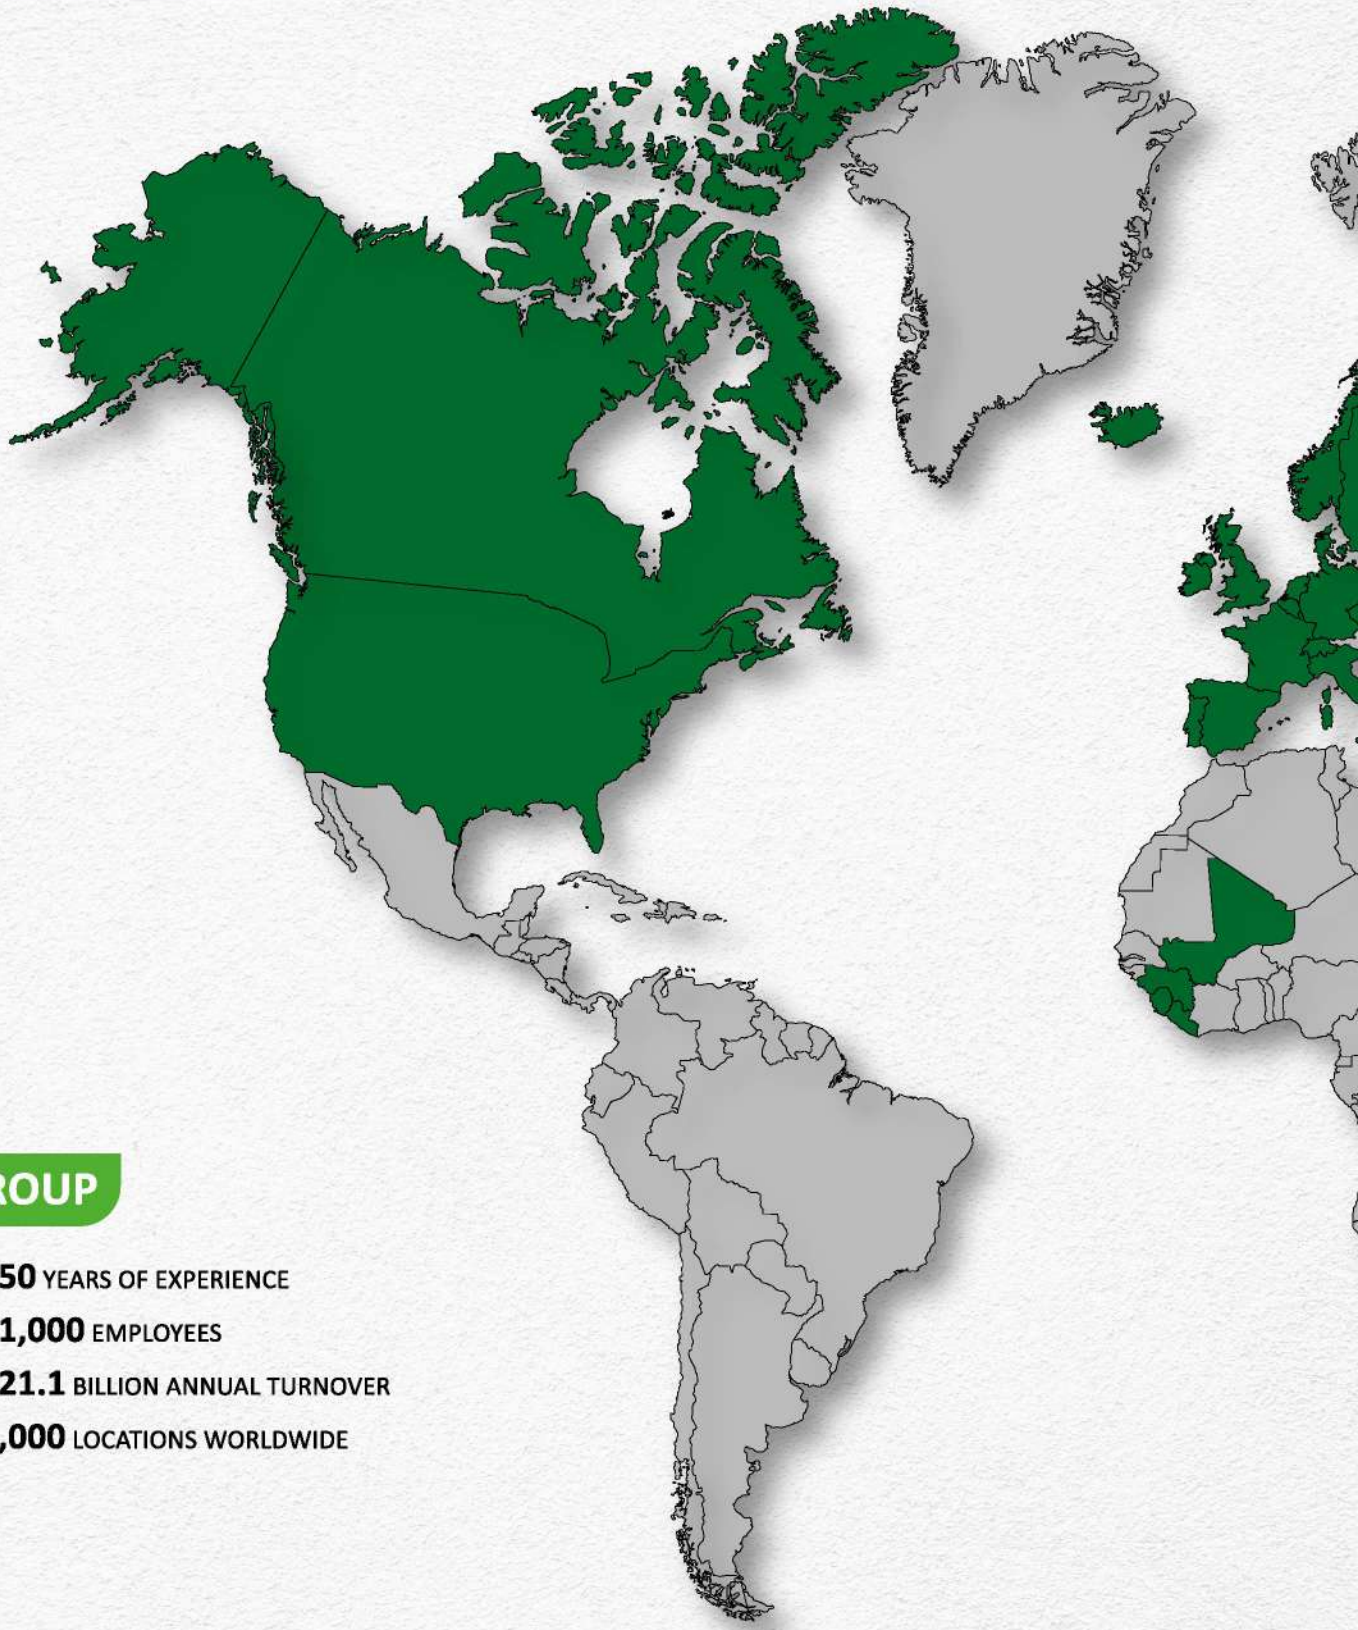 ROUP
50 YEARS OF EXPERIENCE
1,000 EMPLOYEES
21.1 BILLION ANNUAL TURNOVER
,000 LOCATIONS WORLDWIDE